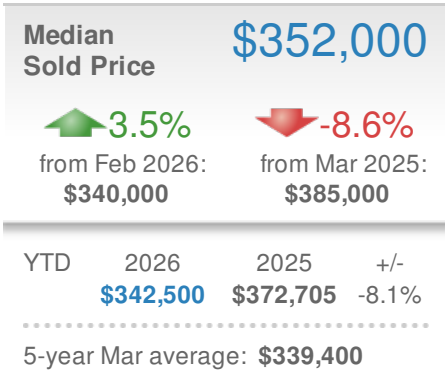 Median
Sold Price
$352,000
3.5%
-8.6%
from Feb 2026:
from Mar 2025:
$340,000
$385,000
YTD 2026 2025 +/-
$342,500 $372,705 -8.1%
5-year Mar average: $339,400